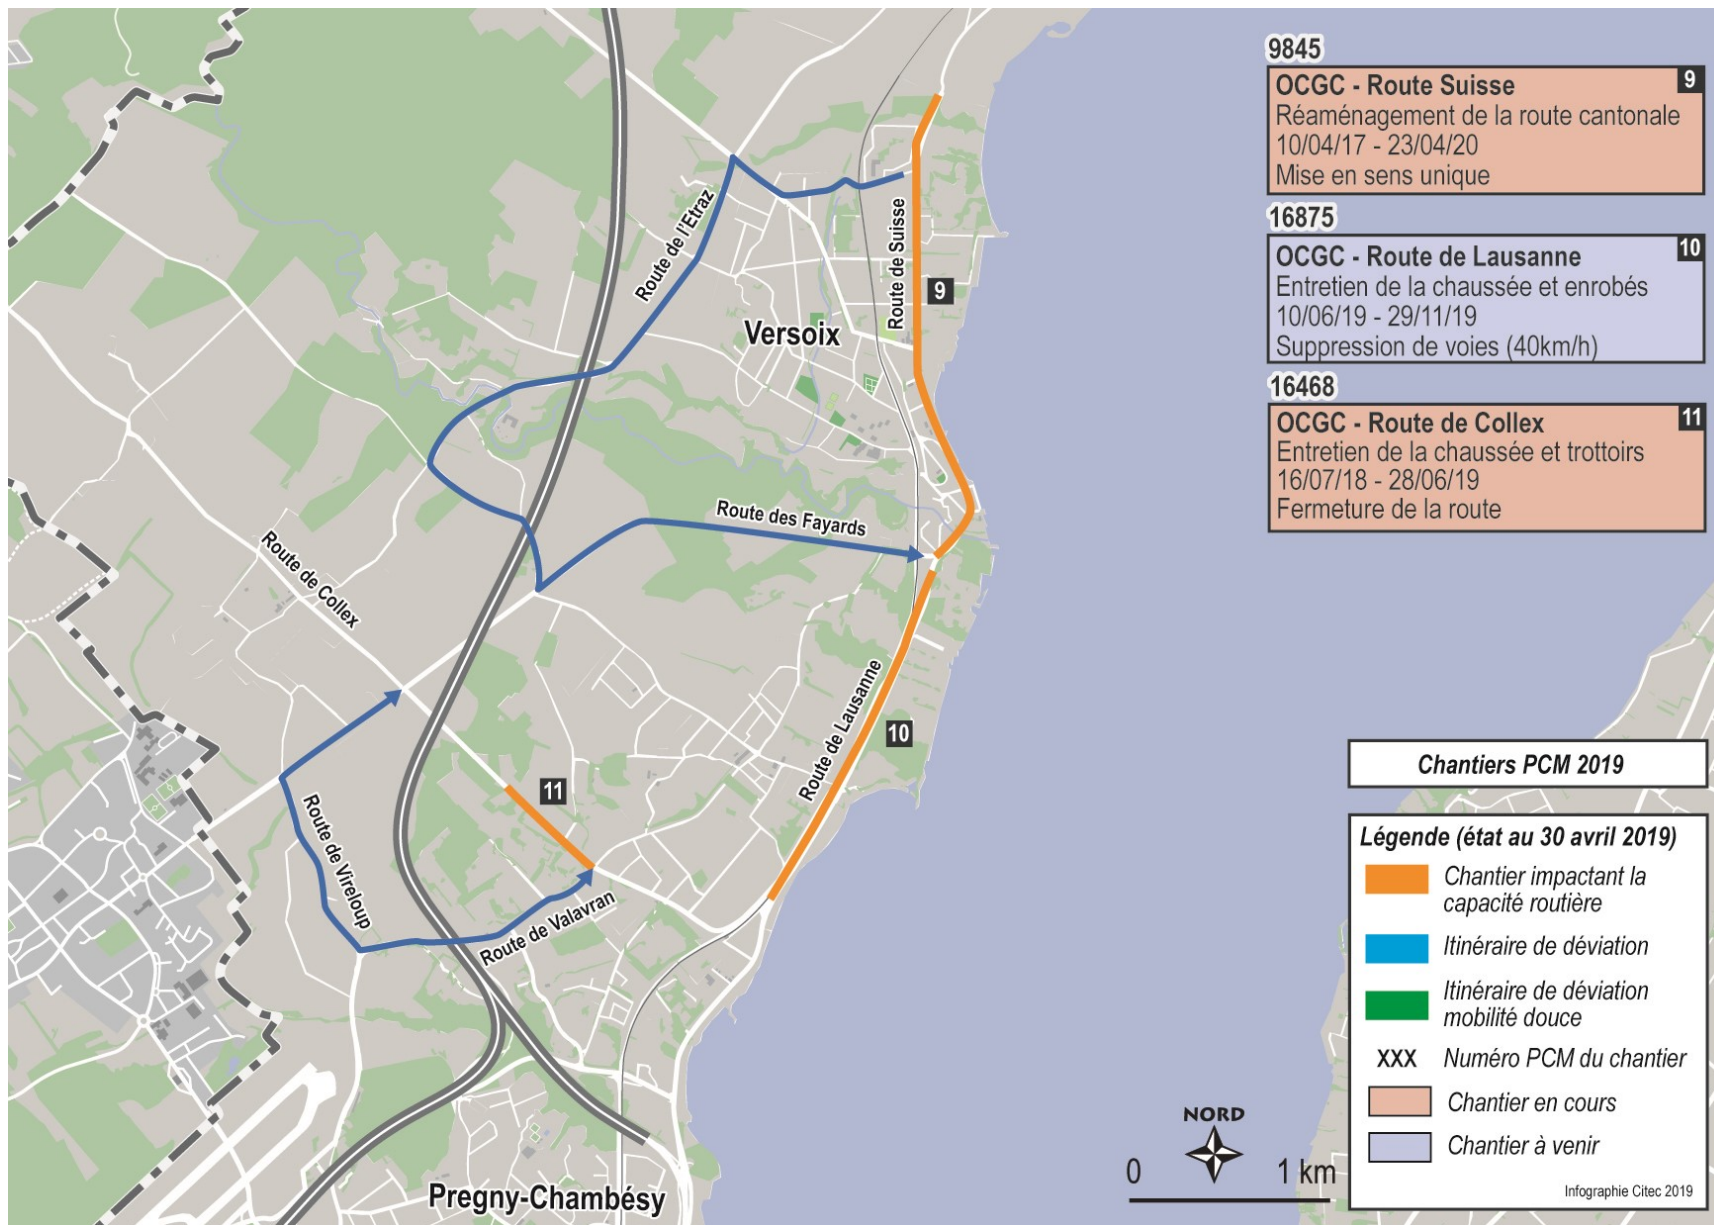 9845
OCGC - Route Suisse
9
Réaménagement de la route cantonale
10/04/17 - 23/04/20
Mise en sens unique
16875
OCGC - Route de Lausanne
10
Entretien de la chaussée et enrobés
10/06/19 - 29/11/19
Suppression de voies (40km/h)
16468
OCGC - Route de Collex
11
Entretien de la chaussée et trottoirs
16/07/18 - 28/06/19
Fermeture de la route
Route de l'Etraz
Route de Suisse
9
Versoix
Route des Fayards
Route de Collex
Route de Lausanne
10
11
Route de Vireloup
Route de Valavran
Pregny-Chambésy
NORD
0
1 km
Chantiers PCM 2019
Légende (état au 30 avril 2019)
Chantier impactant la
capacité routière
Itinéraire de déviation
Itinéraire de déviation
mobilité douce
XXX
Numéro PCM du chantier
Chantier en cours
Chantier à venir
Infographie Citec 2019